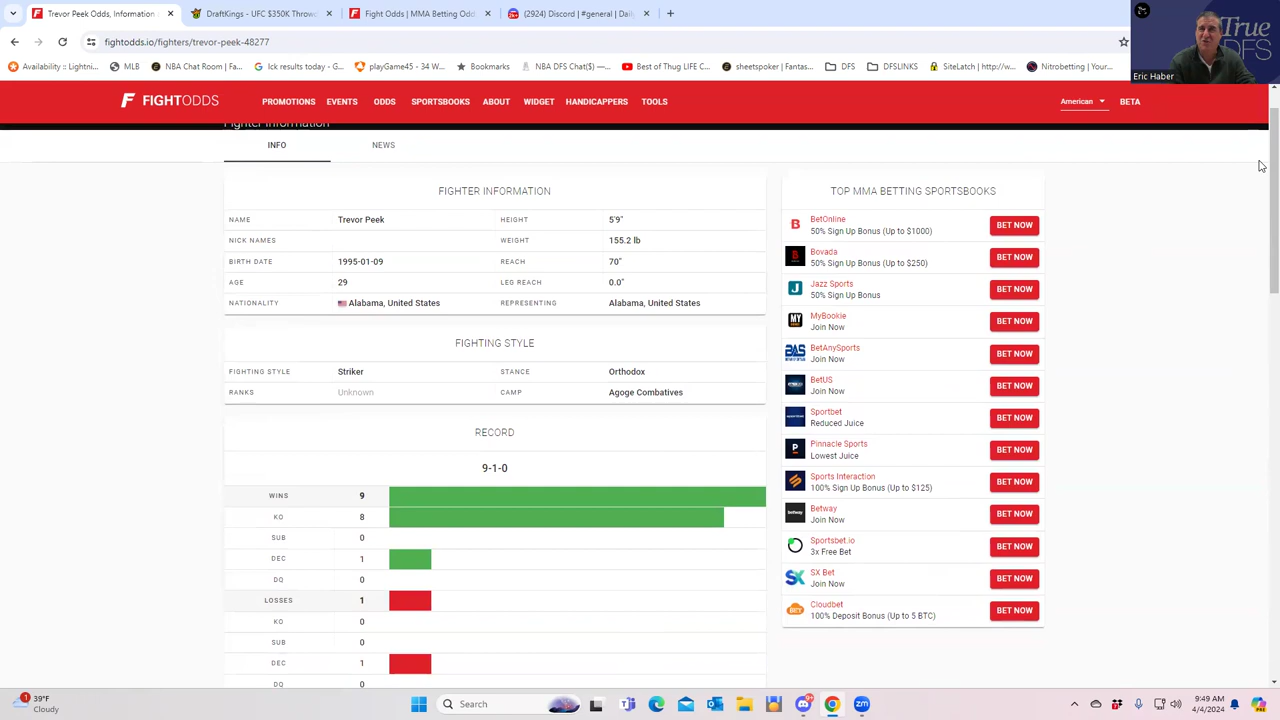 Trevor Peek Odds, Information
DraftKings - UFC $350K Throwd
Fight Odds | MMA Betting Odd
(2924) Discord | #general | Dail
fightodds.io/fighters/trevor-peek-48277
Availability :: Lightni...
MLB
NBA Chat Room | Fa...
Ick results today - G...
playGame45 - 34 W...
Bookmarks
NBA Chat($) —...
Best of Thug LIFE C...
sheetspoker | Fanta...
DFS
DFSLINKS
SiteLatch | http://w...
Nitrobetting | Your...
True
DFS
Eric Haber
FIGHTODDS
PROMOTIONS
EVENTS
ODDS
SPORTSBOOKS
ABOUT
WIDGET
HANDICAPPERS
TOOLS
American
BETA
Fighter Information
INFO
NEWS
FIGHTER INFORMATION
NAME Trevor Peek HEIGHT 5'9"
NICK NAMES WEIGHT 155.2 lb
BIRTH DATE 1995-01-09 REACH 70"
AGE 29 LEG REACH 0.0"
NATIONALITY Alabama, United States REPRESENTING Alabama, United States
FIGHTING STYLE
FIGHTING STYLE Striker STANCE Orthodox
RANKS Unknown CAMP Agoge Combatives
RECORD
9-1-0
WINS 9
KO 8
SUB 0
DEC 1
DQ 0
LOSSES 1
KO 0
SUB 0
DEC 1
DQ 0
TOP MMA BETTING SPORTSBOOKS
BetOnline
50% Sign Up Bonus (Up to $1000)
BET NOW
Bovada
50% Sign Up Bonus (Up to $250)
BET NOW
Jazz Sports
50% Sign Up Bonus
BET NOW
MyBookie
Join Now
BET NOW
BetAnySports
Join Now
BET NOW
BetUS
Join Now
BET NOW
Sportbet
Reduced Juice
BET NOW
Pinnacle Sports
Lowest Juice
BET NOW
Sports Interaction
100% Sign Up Bonus (Up to $125)
BET NOW
Betway
Join Now
BET NOW
Sportsbet.io
3x Free Bet
BET NOW
SX Bet
Join Now
BET NOW
Cloudbet
100% Deposit Bonus (Up to 5 BTC)
BET NOW
39°F
Cloudy
Search
9:49 AM
4/4/2024